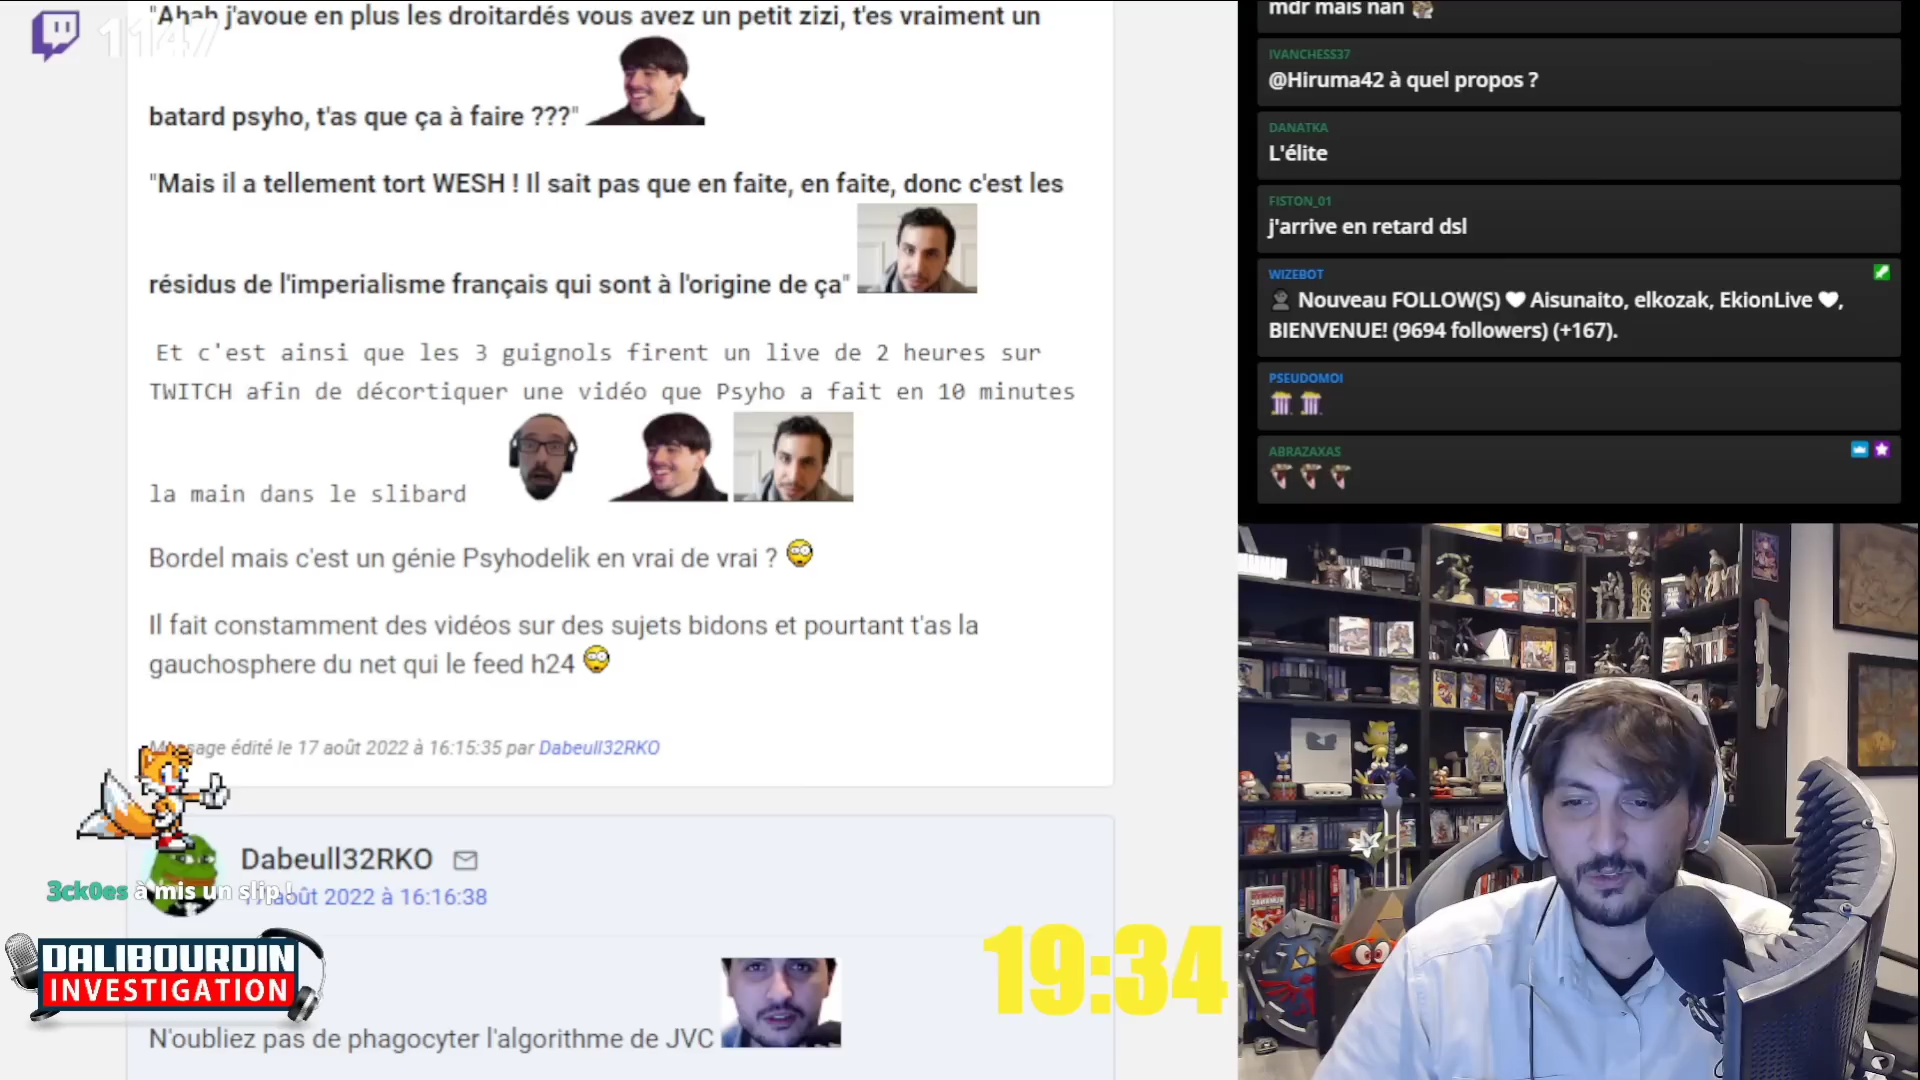 1147
"Ahah j'avoue en plus les droitardés vous avez un petit zizi, t'es vraiment un
batard psyho, t'as que ça à faire ???"
"Mais il a tellement tort WESH ! Il sait pas que en faite, en faite, donc c'est les
résidus de l'imperialisme français qui sont à l'origine de ça"
Et c'est ainsi que les 3 guignols firent un live de 2 heures sur
TWITCH afin de décortiquer une vidéo que Psyho a fait en 10 minutes
la main dans le slibard
Bordel mais c'est un génie Psyhodelik en vrai de vrai ?
Il fait constamment des vidéos sur des sujets bidons et pourtant t'as la
gauchosphere du net qui le feed h24
Message édité le 17 août 2022 à 16:15:35 par Dabeull32RKO
Dabeull32RKO
17 août 2022 à 16:16:38
3ck0es à mis un slip !
DALIBOURDIN
INVESTIGATION
N'oubliez pas de phagocyter l'algorithme de JVC
19:34
mdr mais nan
IVANCHESS37
@Hiruma42 à quel propos ?
DANATKA
L'élite
FISTON_01
j'arrive en retard dsl
WIZEBOT
Nouveau FOLLOW(S) ♥ Aisunaito, elkozak, EkionLive ♥,
BIENVENUE! (9694 followers) (+167).
PSEUDOMOI
ABRAZAXAS